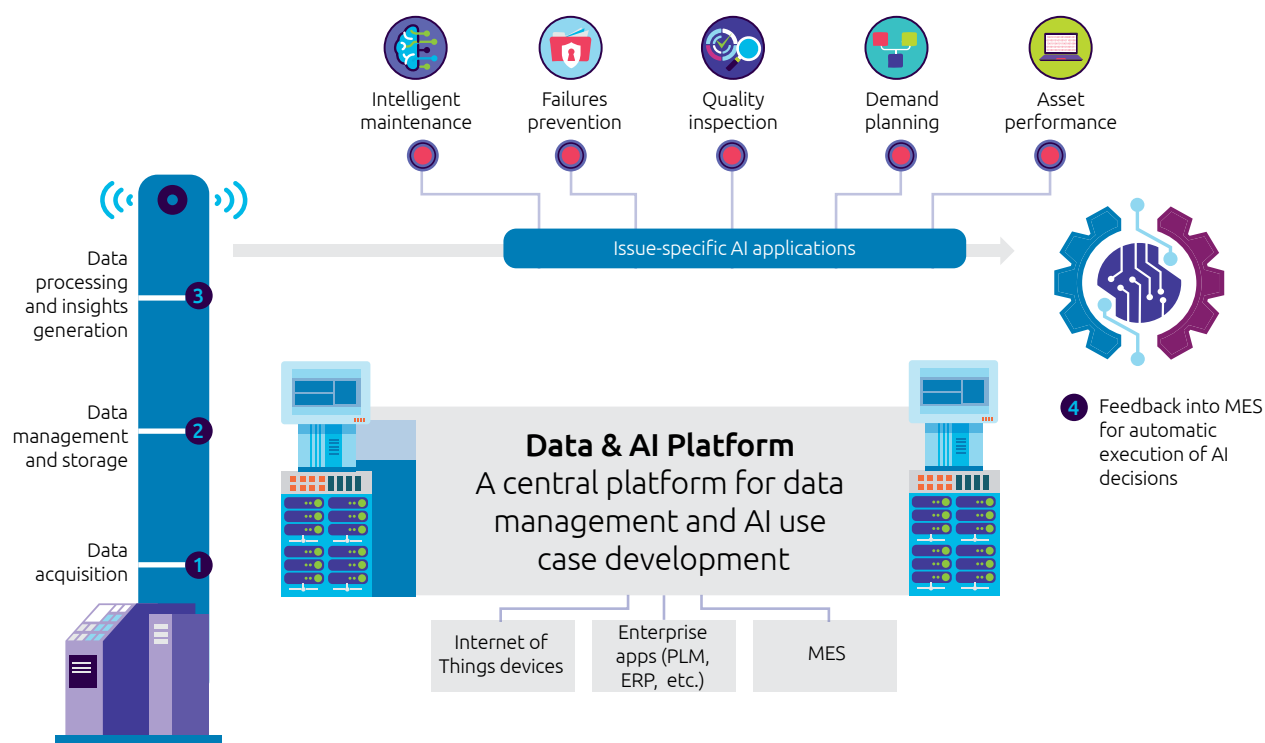 Intelligent
maintenance
Failures
prevention
Quality
inspection
Demand
planning
Asset
performance
Issue-specific AI applications
Data
processing
and insights
generation
3
Data
management
and storage
2
Data
acquisition
1
4
Feedback into MES
for automatic
execution of AI
decisions
Data & AI Platform
A central platform for data
management and AI use
case development
Internet of
Things devices
Enterprise
apps (PLM,
ERP, etc.)
MES